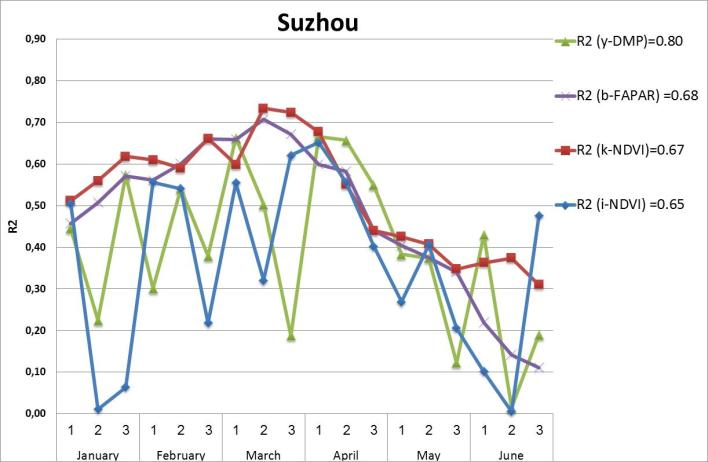 Suzhou
0,90
0,80
0,70
0,60
0,50
0,40
0,30
0,20
0,10
0,00
R2
1 2 3 1 2 3 1 2 3 1 2 3 1 2 3 1 2 3
January February March April May June
R2 (y-DMP)=0.80
R2 (b-FAPAR) =0.68
R2 (k-NDVI)=0.67
R2 (i-NDVI) =0.65